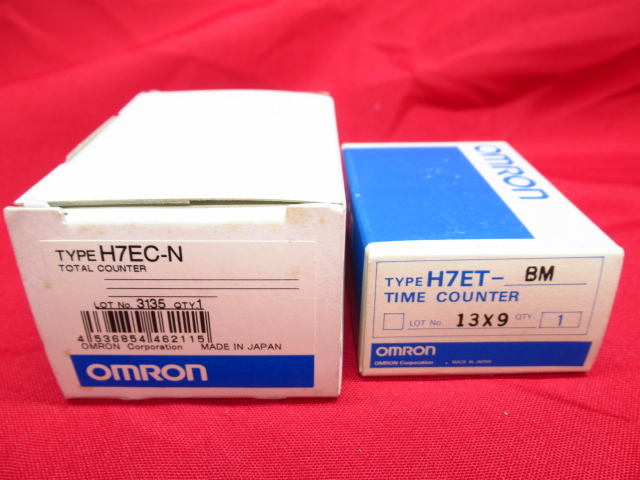 TYPE H7EC-N
TOTAL COUNTER
LOT No. 3135 QTY 1
4 536854 462115
OMRON Corporation MADE IN JAPAN
OMRON
OMRON
TYPE H7ET- BM
TIME COUNTER
LOT No 13X9 QTY 1
OMRON
OMRON Corporation . MADE IN JAPAN